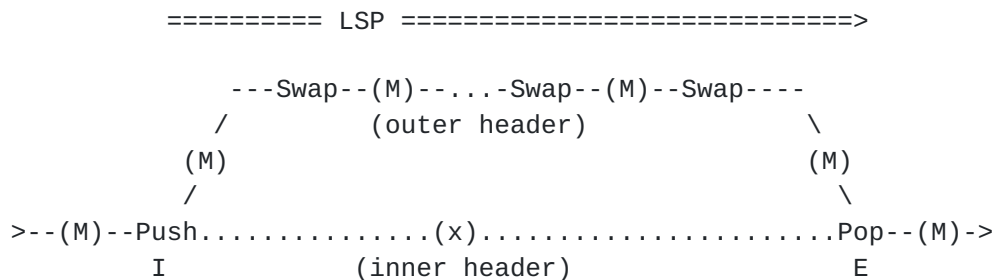 ========== LSP =============================>
---Swap--(M)--...-Swap--(M)--Swap----
/ (outer header) \
(M) (M)
/ \
>--(M)--Push...............(x).......................Pop--(M)->
I (inner header) E